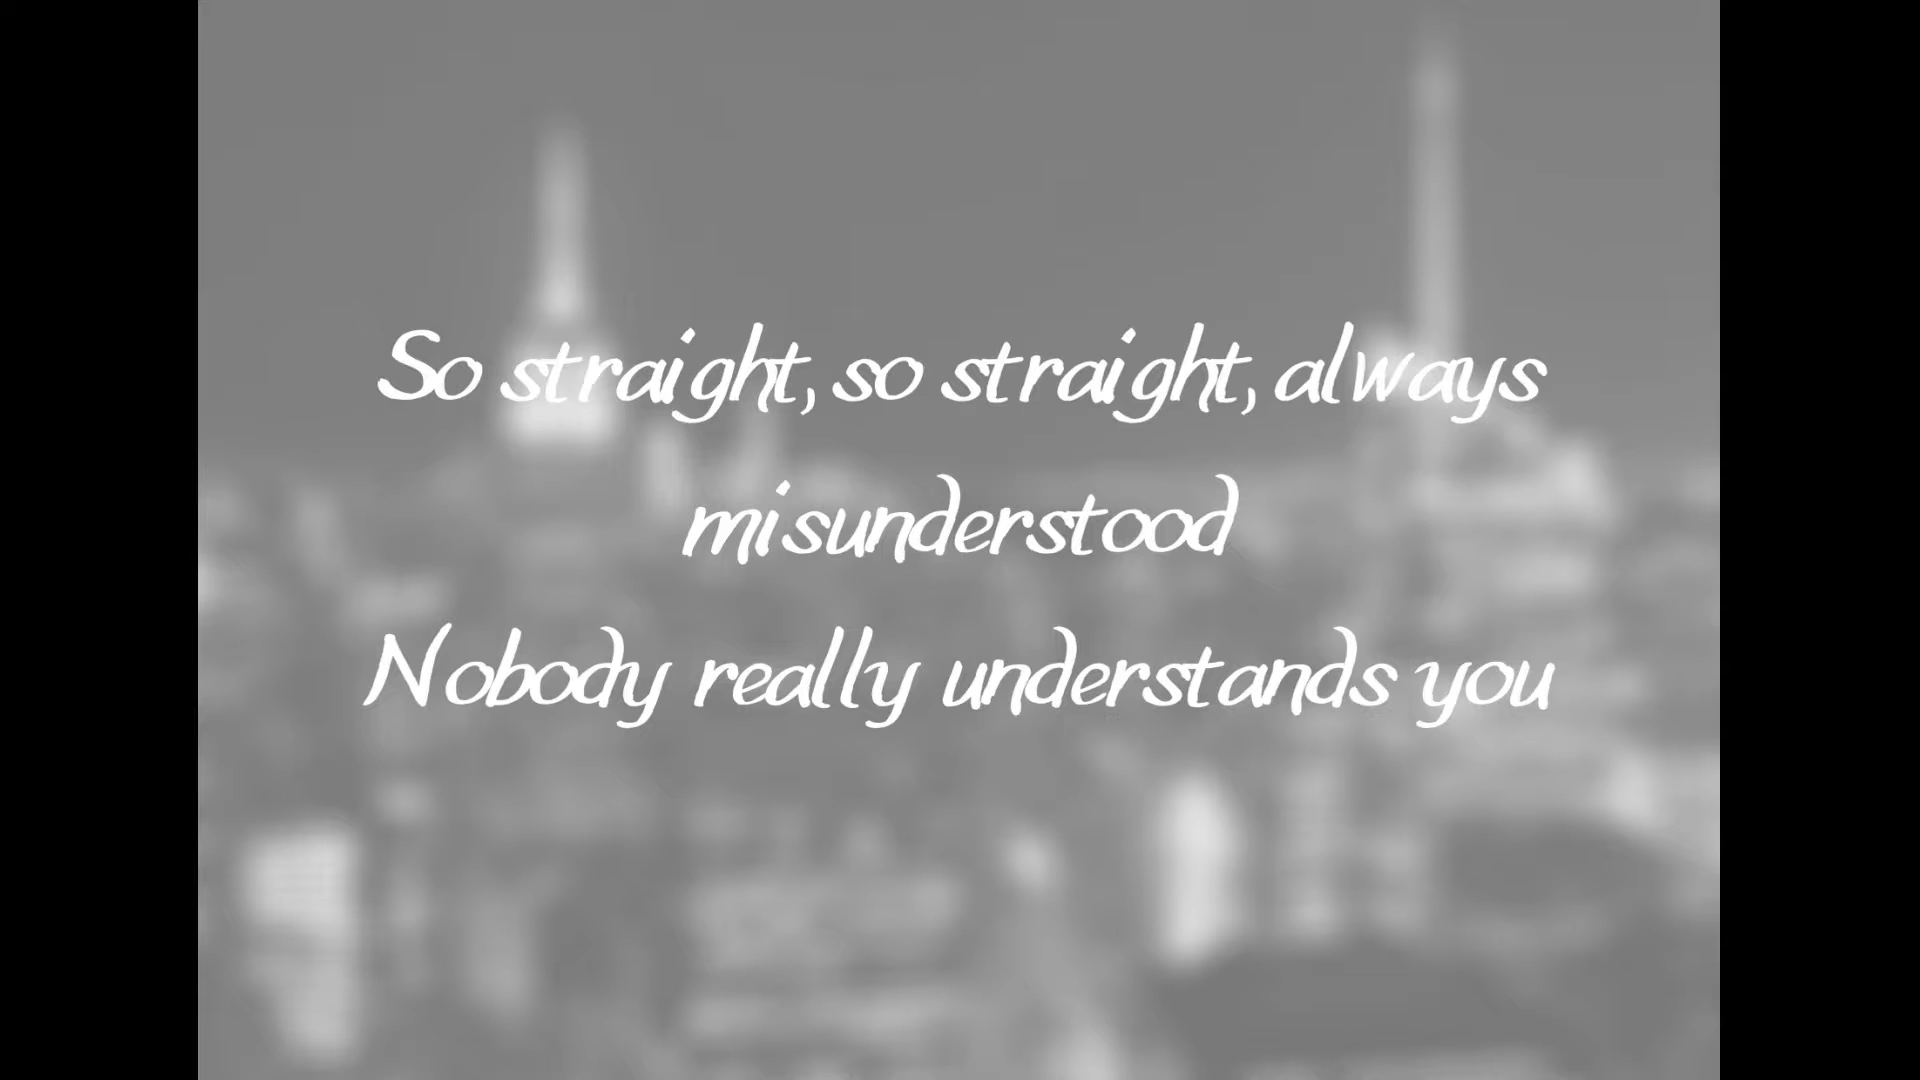 So straight, so straight, always
misunderstood
Nobody really understands you